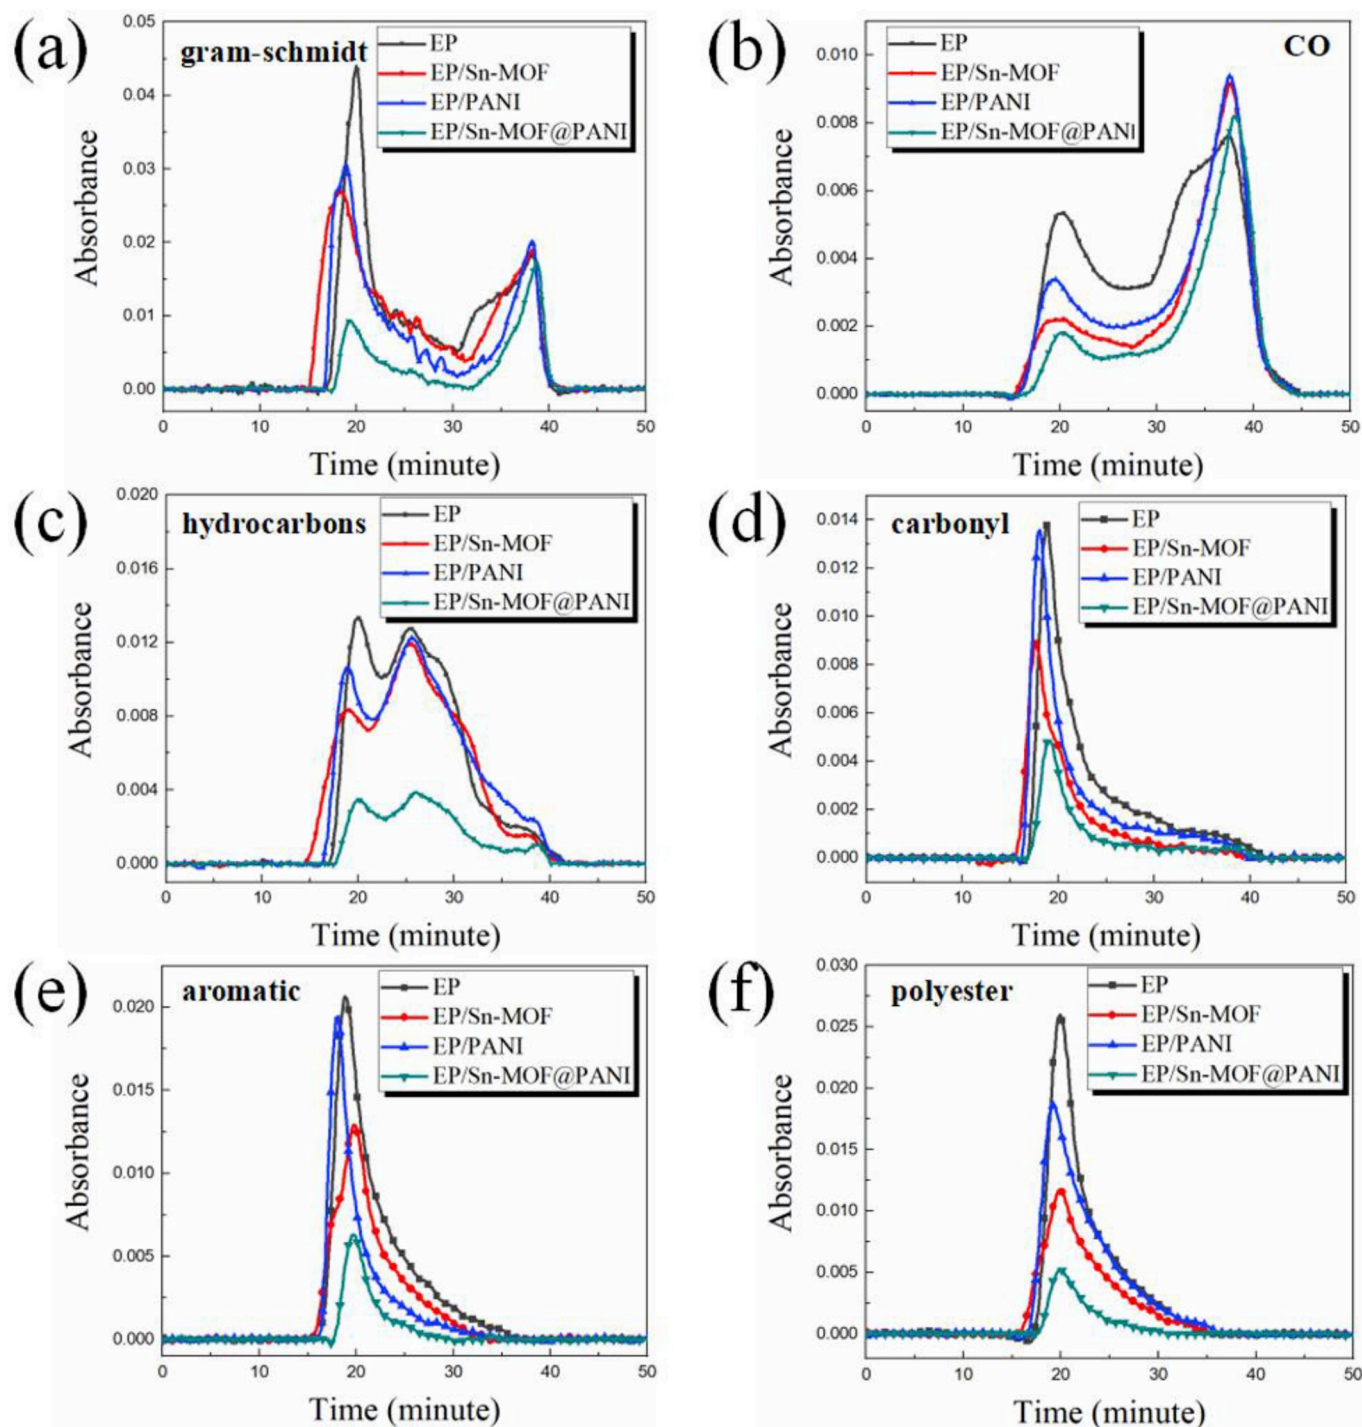 (a)
gram-schmidt
EP
EP/Sn-MOF
EP/PANI
EP/Sn-MOF@PANI
0.05
0.04
0.03
0.02
0.01
0.00
Absorbance
0 10 20 30 40 50
Time (minute)
(b)
CO
EP
EP/Sn-MOF
EP/PANI
EP/Sn-MOF@PANI
0.010
0.008
0.006
0.004
0.002
0.000
Absorbance
0 10 20 30 40 50
Time (minute)
(c)
hydrocarbons
EP
EP/Sn-MOF
EP/PANI
EP/Sn-MOF@PANI
0.020
0.016
0.012
0.008
0.004
0.000
Absorbance
0 10 20 30 40 50
Time (minute)
(d)
carbonyl
EP
EP/Sn-MOF
EP/PANI
EP/Sn-MOF@PANI
0.014
0.012
0.010
0.008
0.006
0.004
0.002
0.000
Absorbance
0 10 20 30 40 50
Time (minute)
(e)
aromatic
EP
EP/Sn-MOF
EP/PANI
EP/Sn-MOF@PANI
0.020
0.015
0.010
0.005
0.000
Absorbance
0 10 20 30 40 50
Time (minute)
(f)
polyester
EP
EP/Sn-MOF
EP/PANI
EP/Sn-MOF@PANI
0.030
0.025
0.020
0.015
0.010
0.005
0.000
Absorbance
0 10 20 30 40 50
Time (minute)